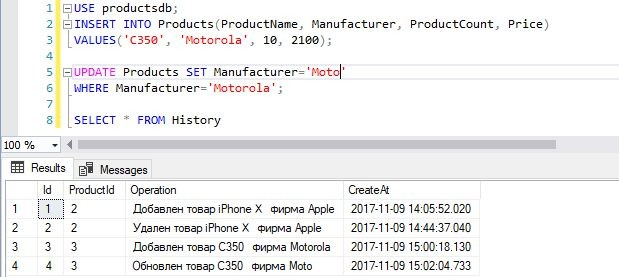 1 USE productsdb;
2 INSERT INTO Products(ProductName, Manufacturer, ProductCount, Price)
3 VALUES('C350', 'Motorola', 10, 2100);
4
5 UPDATE Products SET Manufacturer='Moto'
6 WHERE Manufacturer='Motorola';
7
8 SELECT * FROM History
100 %
Results Messages
Id ProductId Operation CreateAt
1 1 2 Добавлен товар iPhone X фирма Apple 2017-11-09 14:05:52.020
2 2 2 Удален товар iPhone X фирма Apple 2017-11-09 14:44:37.040
3 3 3 Добавлен товар C350 фирма Motorola 2017-11-09 15:00:18.130
4 4 3 Обновлен товар C350 фирма Moto 2017-11-09 15:02:04.733